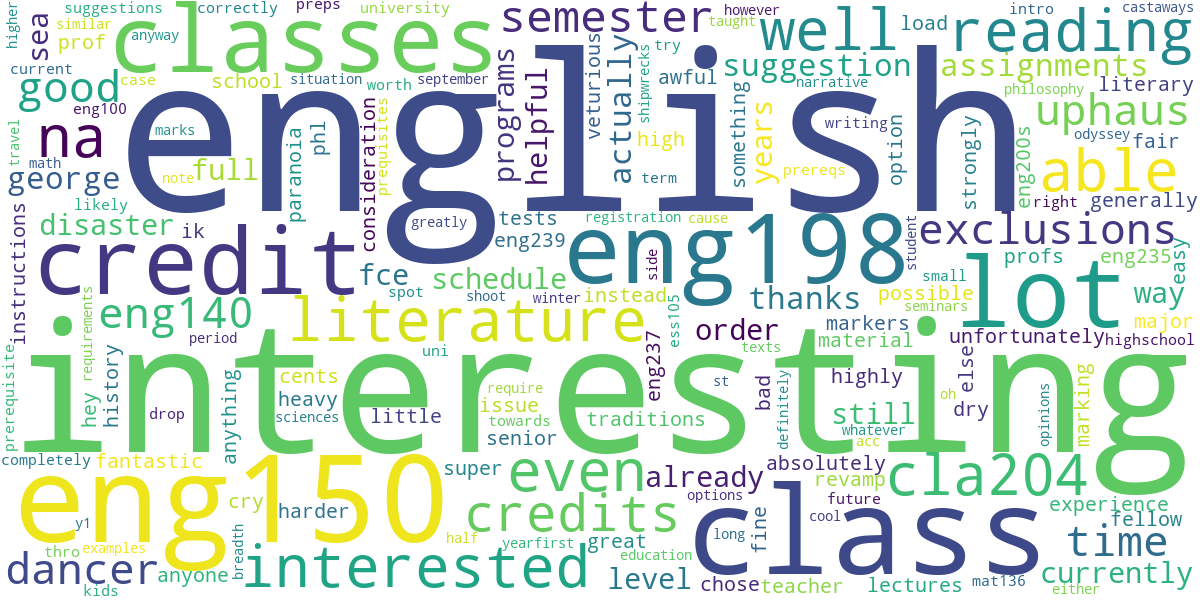 higher
suggestions
similar
prof
sea
correctly
anyway
preps
university
classes
semester
however
taught
try
well
load
intro
castaways
reading
current
good
eng100
case
school
situation
worth
september
english
programs
helpful
veturious
actually
shipwrecks
awful
suggestion
narrative
assignments
philosophy
literary
uphaus
travel
na
math
marks
note
full
paranoia
phl
consideration
prequisites
high
something
years
writing
prereqs
option
strongly
eng200s
odyssey
fair
able
george
likely
disaster
ik
greatly
tests
eng239
term
registration
cause
right
generally
exclusions
instructions
credit
fce
schedule
side
eng198
student
profs
eng235
easy
small
seminars
lot
way
possible
major
requirements
eng140
period
literature
spot
shoot
winter
instead
ess105
thanks
order
markers
material
unfortunately
highschool
prerequisite
hey
history
interesting
uni
cents
heavy
sciences
drop
little
require
issue
towards
senior
traditions
eng237
texts
st
bad
definitely
highly
still
whatever
acc
dry
else
oh
opinions
marking
anything
completely
fantastic
eng150
super
even
already
absolutely
revamp
cla204
options
future
cool
experience
fellow
cry
harder
y1
thro
examples
credits
half
yearfirst
great
education
class
long
fine
time
dancer
anyone
breadth
kids
interested
level
chose
teacher
lectures
mat136
currently
either